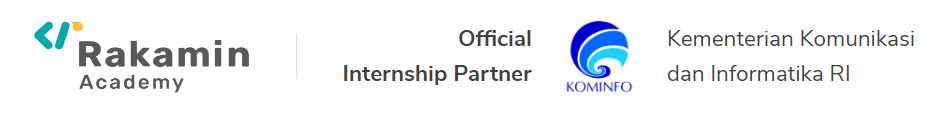 Rakamin
Academy
Official
Internship Partner
KOMINFO
Kementerian Komunikasi
dan Informatika RI